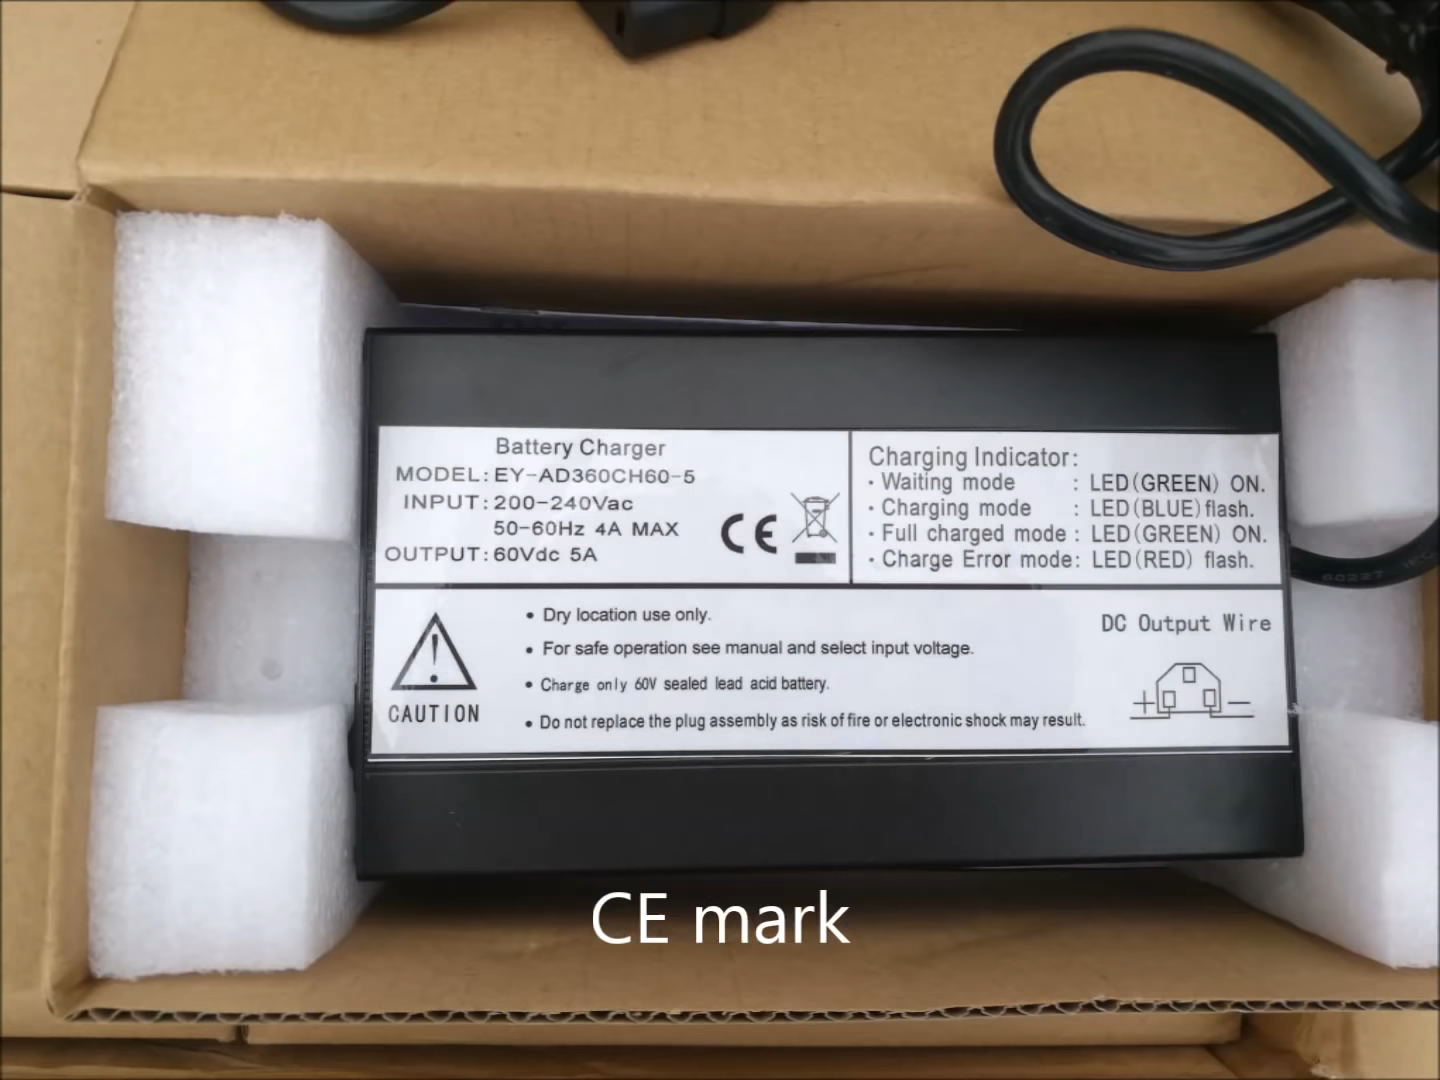 Battery Charger
MODEL: EY-AD360CH60-5
INPUT: 200-240Vac
50-60Hz 4A MAX
OUTPUT: 60Vdc 5A
CE
Charging Indicator:
· Waiting mode : LED(GREEN) ON.
· Charging mode : LED(BLUE) flash.
· Full charged mode : LED(GREEN) ON.
· Charge Error mode: LED(RED) flash.
CAUTION
• Dry location use only.
• For safe operation see manual and select input voltage.
• Charge only 60V sealed lead acid battery.
• Do not replace the plug assembly as risk of fire or electronic shock may result.
DC Output Wire
+ −
60227 IEC
CE mark